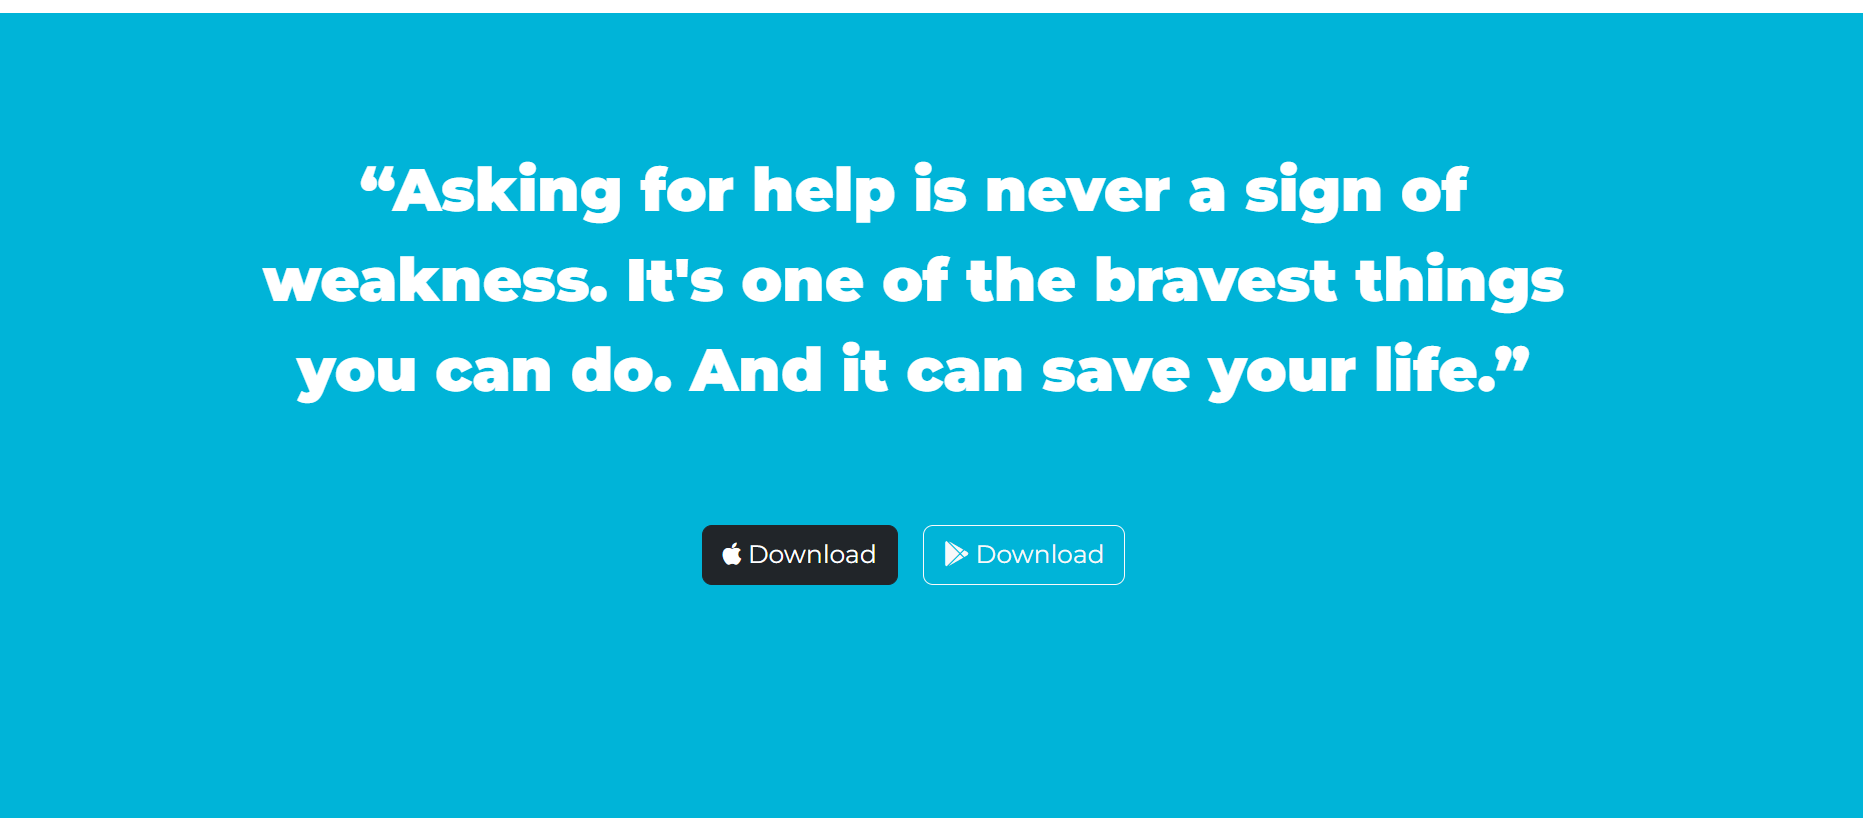 “Asking for help is never a sign of
weakness. It's one of the bravest things
you can do. And it can save your life.”
Download Download